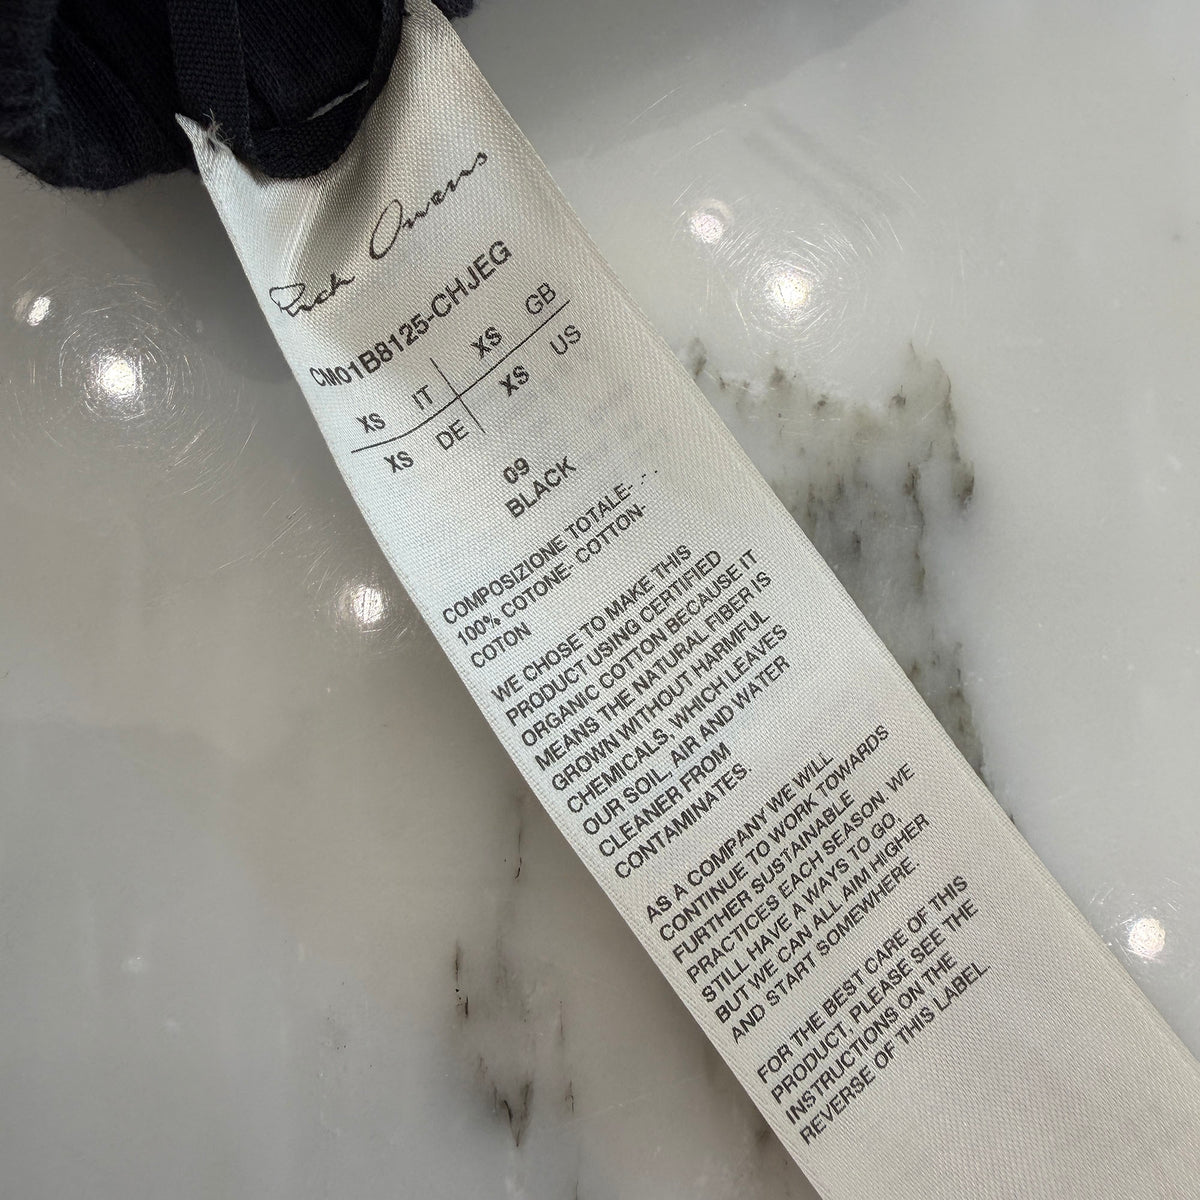 Rick Owens
CM01B8125-CHJEG
XS IT XS GB
XS DE XS US
09
BLACK
COMPOSIZIONE TOTALE-
100% COTONE- COTTON-
COTON
WE CHOSE TO MAKE THIS
PRODUCT USING CERTIFIED
ORGANIC COTTON BECAUSE IT
MEANS THE NATURAL FIBER IS
GROWN WITHOUT HARMFUL
CHEMICALS, WHICH LEAVES
OUR SOIL, AIR AND WATER
CLEANER FROM
CONTAMINATES.
AS A COMPANY WE WILL
CONTINUE TO WORK TOWARDS
FURTHER SUSTAINABLE
PRACTICES EACH SEASON. WE
STILL HAVE A WAYS TO GO,
BUT WE CAN ALL AIM HIGHER
AND START SOMEWHERE.
FOR THE BEST CARE OF THIS
PRODUCT, PLEASE SEE THE
INSTRUCTIONS ON THE
REVERSE OF THIS LABEL.